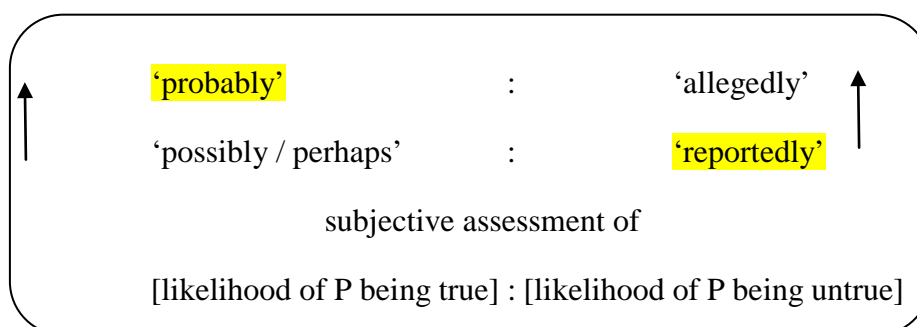 ‘probably’ : ‘allegedly’
‘possibly / perhaps’ : ‘reportedly’
subjective assessment of
[likelihood of P being true] : [likelihood of P being untrue]